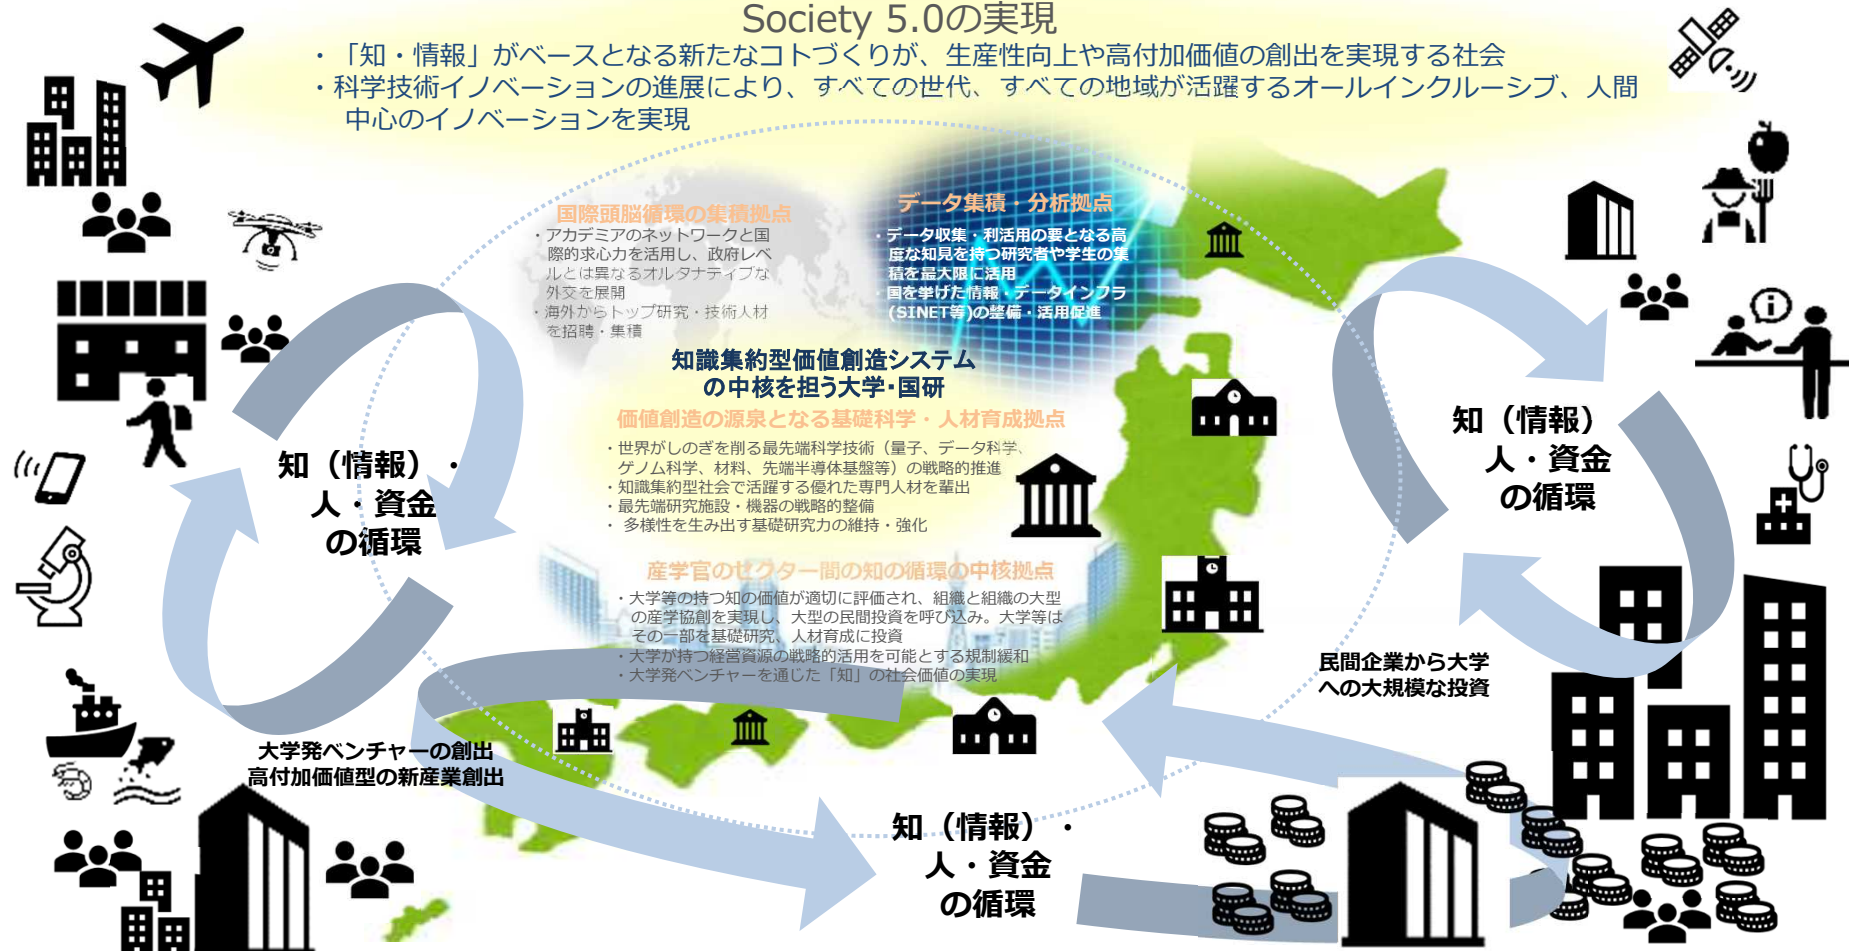 Society 5.0の実現
・「知・情報」がベースとなる新たなコトづくりが、生産性向上や高付加価値の創出を実現する社会
・科学技術イノベーションの進展により、すべての世代、すべての地域が活躍するオールインクルーシブ、人間
中心のイノベーションを実現
国際頭脳循環の集積拠点
・アカデミアのネットワークと国
際的求心力を活用し、政府レベ
ルとは異なるオルタナティブな
外交を展開
・海外からトップ研究・技術人材
を招聘・集積
データ集積・分析拠点
・データ収集・利活用の要となる高
度な知見を持つ研究者や学生の集
積を最大限に活用
・国を挙げた情報・データインフラ
(SINET等)の整備・活用促進
知識集約型価値創造システム
の中核を担う大学・国研
価値創造の源泉となる基礎科学・人材育成拠点
・世界がしのぎを削る最先端科学技術（量子、データ科学、
ゲノム科学、材料、先端半導体基盤等）の戦略的推進
・知識集約型社会で活躍する優れた専門人材を輩出
・最先端研究施設・機器の戦略的整備
・ 多様性を生み出す基礎研究力の維持・強化
産学官のセクター間の知の循環の中核拠点
・大学等の持つ知の価値が適切に評価され、組織と組織の大型
の産学協創を実現し、大型の民間投資を呼び込み。大学等は
その一部を基礎研究、人材育成に投資
・大学が持つ経営資源の戦略的活用を可能とする規制緩和
・大学発ベンチャーを通じた「知」の社会価値の実現
知（情報）・
人・資金
の循環
知（情報）
人・資金
の循環
民間企業から大学
への大規模な投資
大学発ベンチャーの創出
高付加価値型の新産業創出
知（情報）・
人・資金
の循環